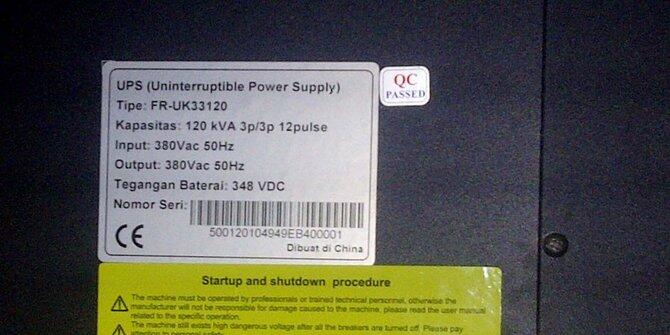 UPS (Uninterruptible Power Supply)
QC
PASSED
Tipe: FR-UK33120
Kapasitas: 120 kVA 3p/3p 12pulse
Input: 380Vac 50Hz
Output: 380Vac 50Hz
Tegangan Baterai: 348 VDC
Nomor Seri:
500120104949EB400001
CE
Dibuat di China
Startup and shutdown procedure
The machine must be operated by professionals or trained technical personnel, otherwise the
manufacturer will not be responsible for damage caused to the machine, please read the user manual
related to the specific operation.
The machine still exists high dangerous voltage after all the breakers are turned off. Please pay
attention to personal safety.